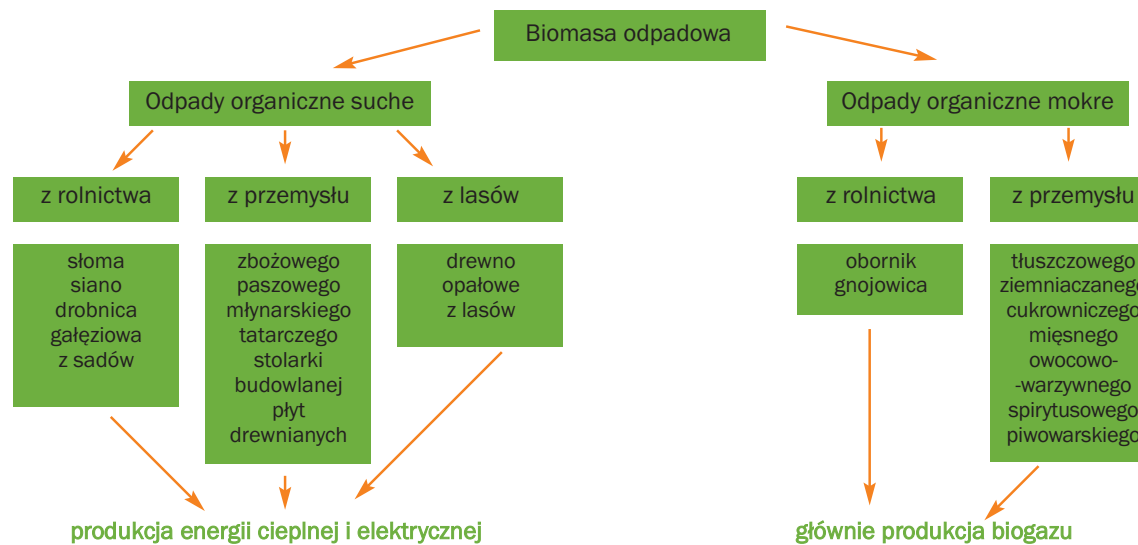 Biomasa odpadowa
Odpady organiczne suche
Odpady organiczne mokre
z rolnictwa
z przemysłu
z lasów
z rolnictwa
z przemysłu
słoma
siano
drobnica
gałęziowa
z sadów
zbożowego
paszowego
młynarskiego
tatarczego
stolarki
budowlanej
płyt
drewnianych
drewno
opałowe
z lasów
obornik
gnojowica
tłuszczowego
ziemniaczanego
cukrowniczego
mięsnego
owocowo-
-warzywnego
spirytusowego
piwowarskiego
produkcja energii cieplnej i elektrycznej
głównie produkcja biogazu